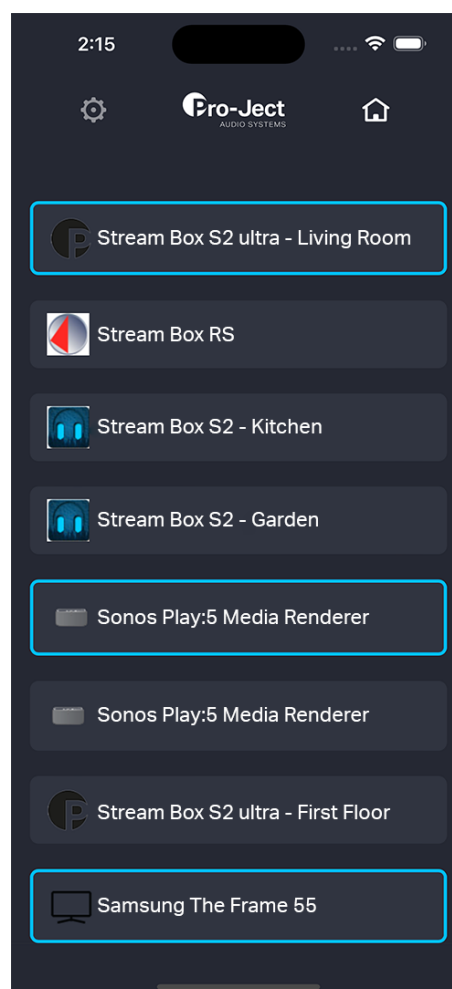 2:15
Pro-Ject
AUDIO SYSTEMS
Stream Box S2 ultra - Living Room
Stream Box RS
Stream Box S2 - Kitchen
Stream Box S2 - Garden
Sonos Play:5 Media Renderer
Sonos Play:5 Media Renderer
Stream Box S2 ultra - First Floor
Samsung The Frame 55